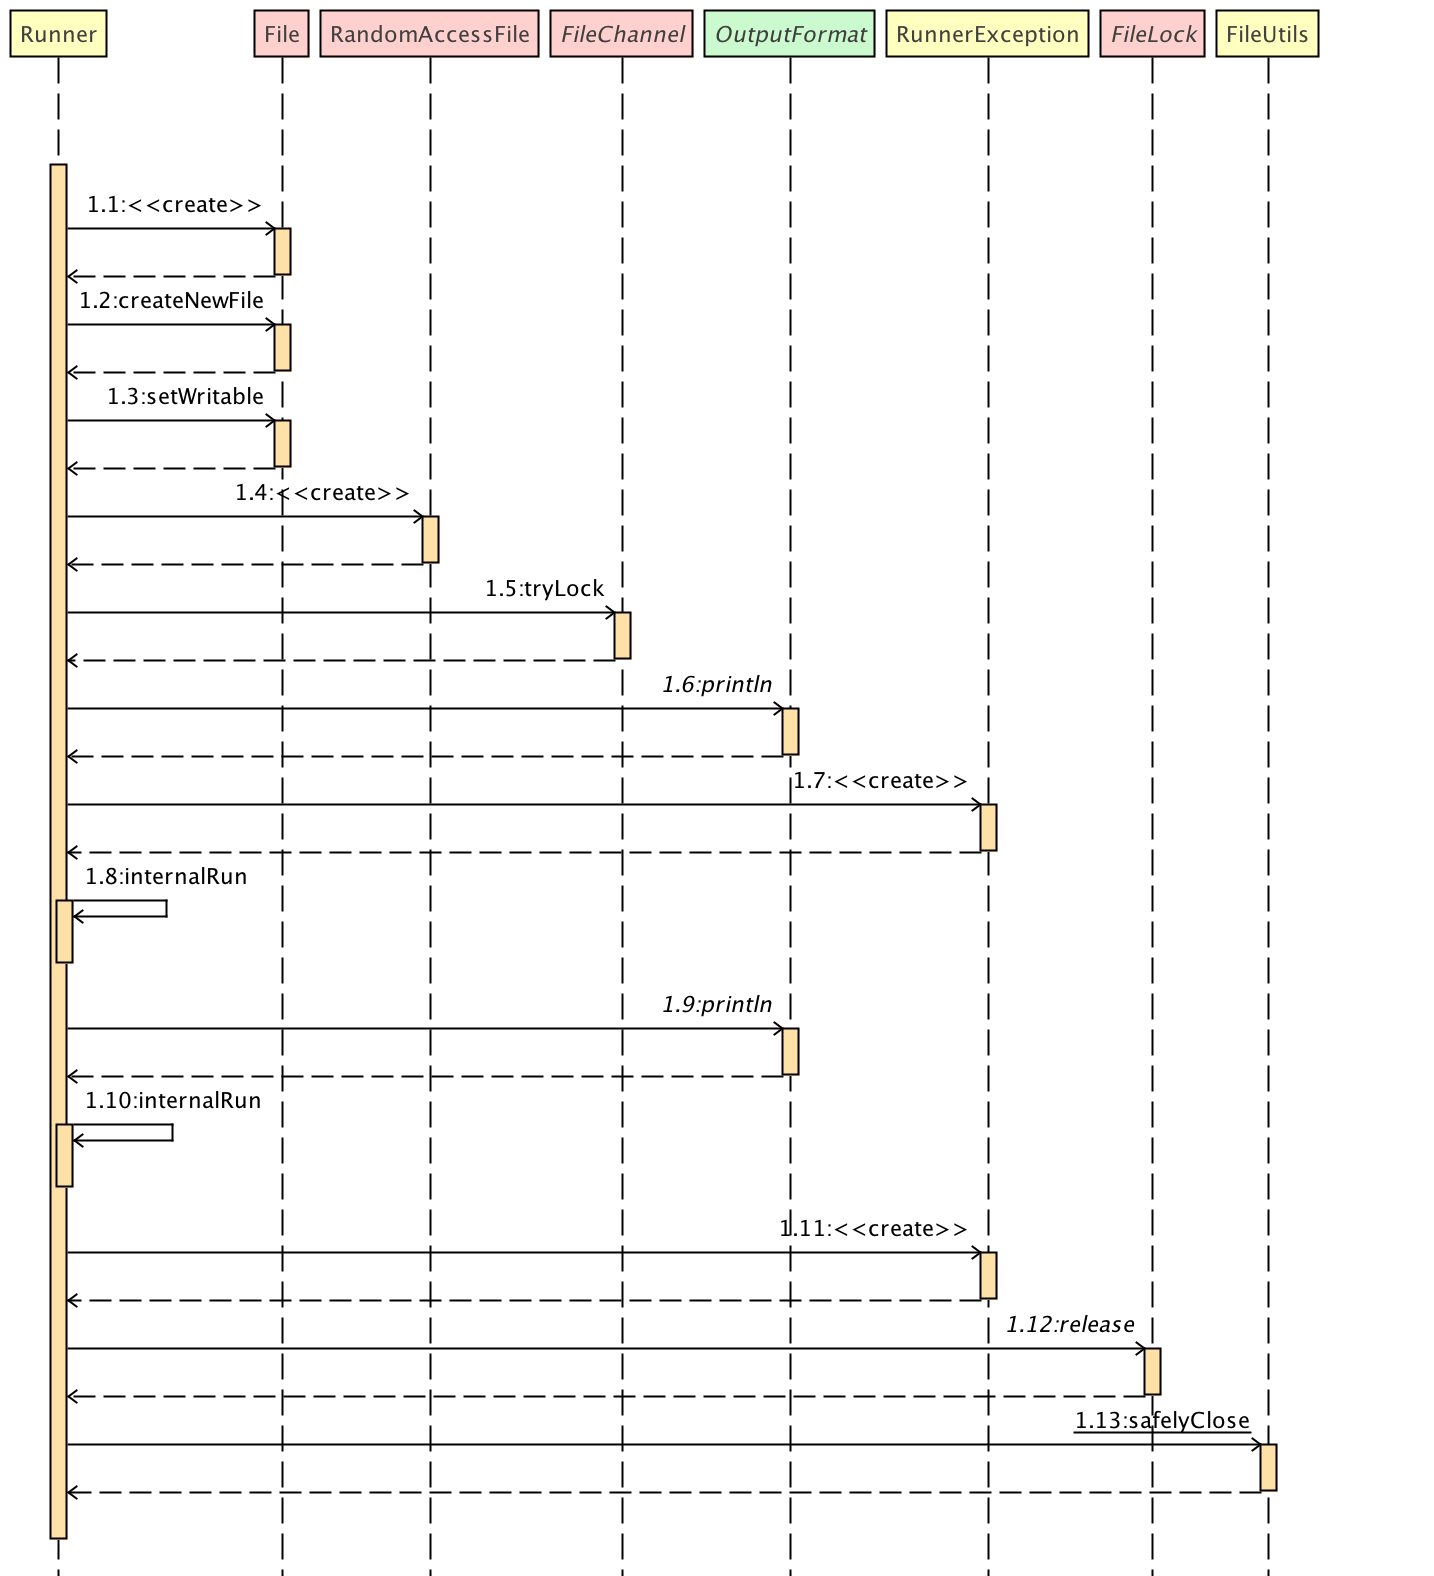 Runner
File
RandomAccessFile
FileChannel
OutputFormat
RunnerException
FileLock
FileUtils
1.1:<<create>>
1.2:createNewFile
1.3:setWritable
1.4:<<create>>
1.5:tryLock
1.6:println
1.7:<<create>>
1.8:internalRun
1.9:println
1.10:internalRun
1.11:<<create>>
1.12:release
1.13:safelyClose